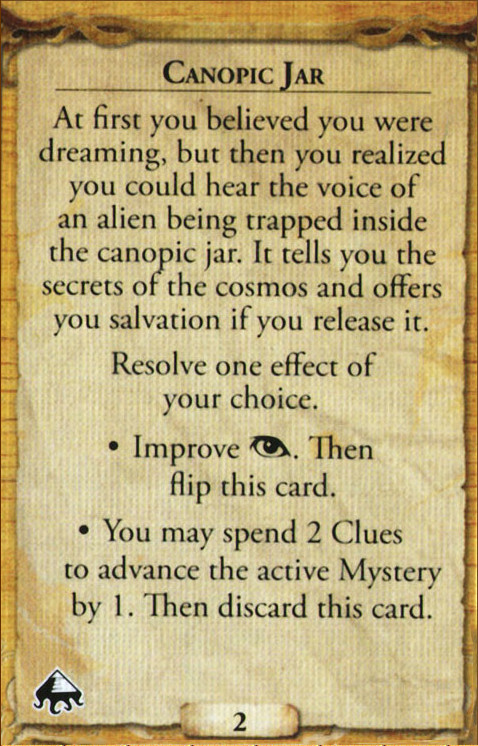 CANOPIC JAR
At first you believed you were
dreaming, but then you realized
you could hear the voice of
an alien being trapped inside
the canopic jar. It tells you the
secrets of the cosmos and offers
you salvation if you release it.
Resolve one effect of
your choice.
• Improve . Then
flip this card.
• You may spend 2 Clues
to advance the active Mystery
by 1. Then discard this card.
2